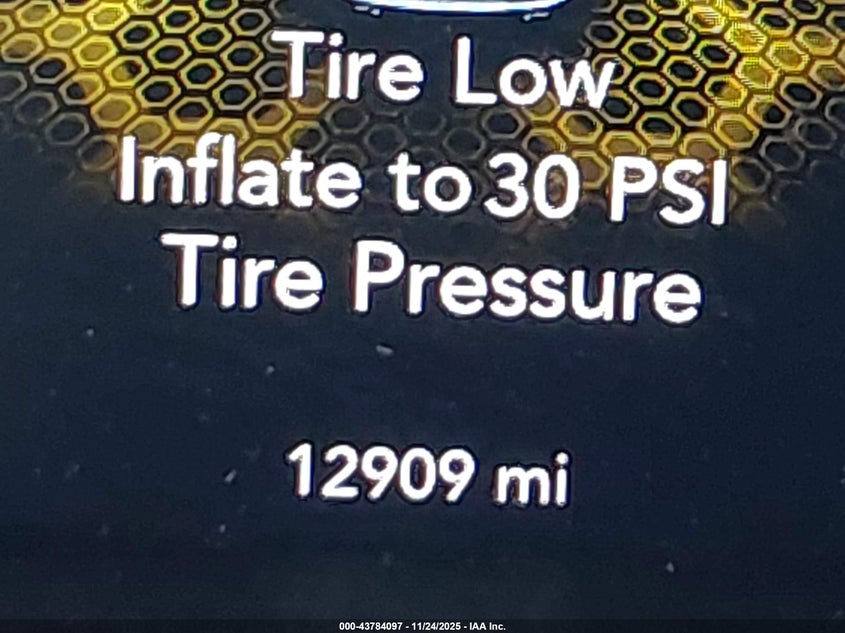 Tire Low
Inflate to 30 PSI
Tire Pressure
12909 mi
000-43784097 - 11/24/2025 - IAA Inc.